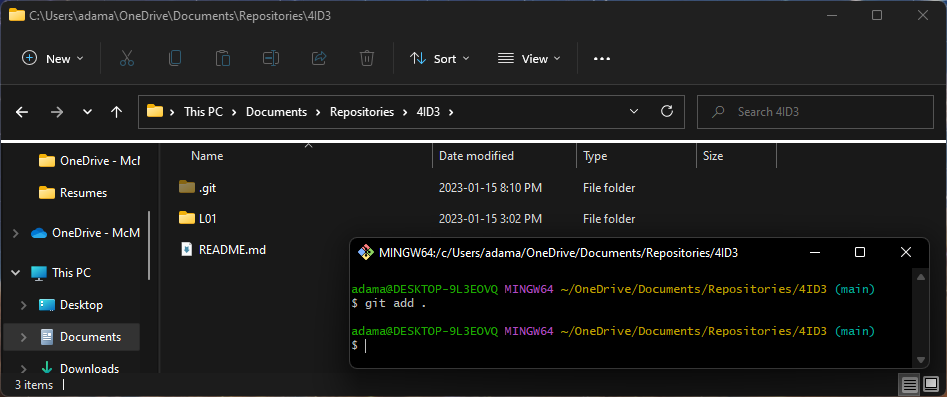 C:\Users\adama\OneDrive\Documents\Repositories\4ID3
New
Sort
View
This PC
Documents
Repositories
4ID3
Search 4ID3
Name
Date modified
Type
Size
OneDrive - McM
Resumes
OneDrive - McM
This PC
Desktop
Documents
Downloads
.git
2023-01-15 8:10 PM
File folder
L01
2023-01-15 3:02 PM
File folder
README.md
MINGW64:/c/Users/adama/OneDrive/Documents/Repositories/4ID3
adama@DESKTOP-9L3EOVQ MINGW64 ~/OneDrive/Documents/Repositories/4ID3 (main)
$ git add .
adama@DESKTOP-9L3EOVQ MINGW64 ~/OneDrive/Documents/Repositories/4ID3 (main)
$
3 items